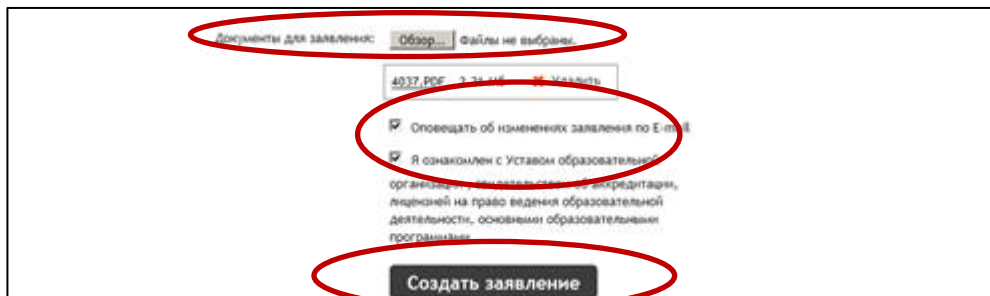 Документы для заявления: Обзор... Файлы не выбраны.
4037.PDF Удалить
Оповещать об изменениях заявления по E-mail
Я ознакомлен с Уставом образовательной
организации, свидетельством об аккредитации,
лицензией на право ведения образовательной
деятельности, основными образовательными
программами
Создать заявление